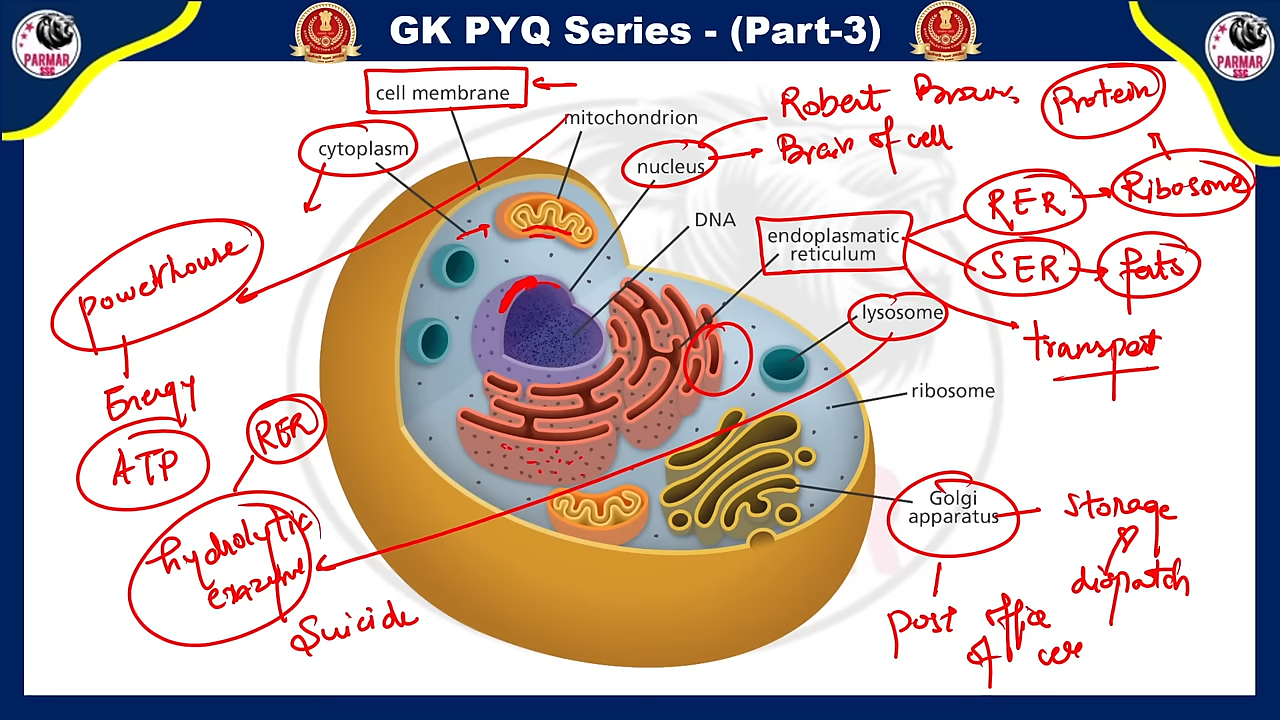 GK PYQ Series - (Part-3)
PARMAR
SSC
PARMAR
SSC
cell membrane
mitochondrion
Robert Brown
Protein
cytoplasm
nucleus
Brain of cell
RER
Ribosome
DNA
endoplasmatic
reticulum
SER
fats
powerhouse
lysosome
transport
Energy
ribosome
RER
ATP
Golgi
apparatus
storage
hydrolytic
enzyme
dispatch
Suicide
post office
of cell